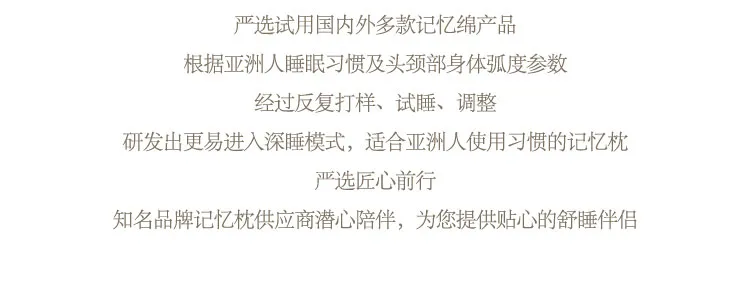 严选试用国内外多款记忆绵产品
根据亚洲人睡眠习惯及头颈部身体弧度参数
经过反复打样、试睡、调整
研发出更易进入深睡模式，适合亚洲人使用习惯的记忆枕
严选匠心前行
知名品牌记忆枕供应商潜心陪伴，为您提供贴心的舒睡伴侣